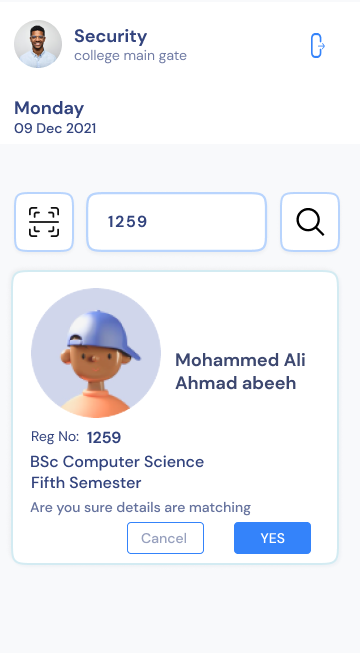 Security
college main gate
Monday
09 Dec 2021
1259
Mohammed Ali
Ahmad abeeh
Reg No: 1259
BSc Computer Science
Fifth Semester
Are you sure details are matching
Cancel YES